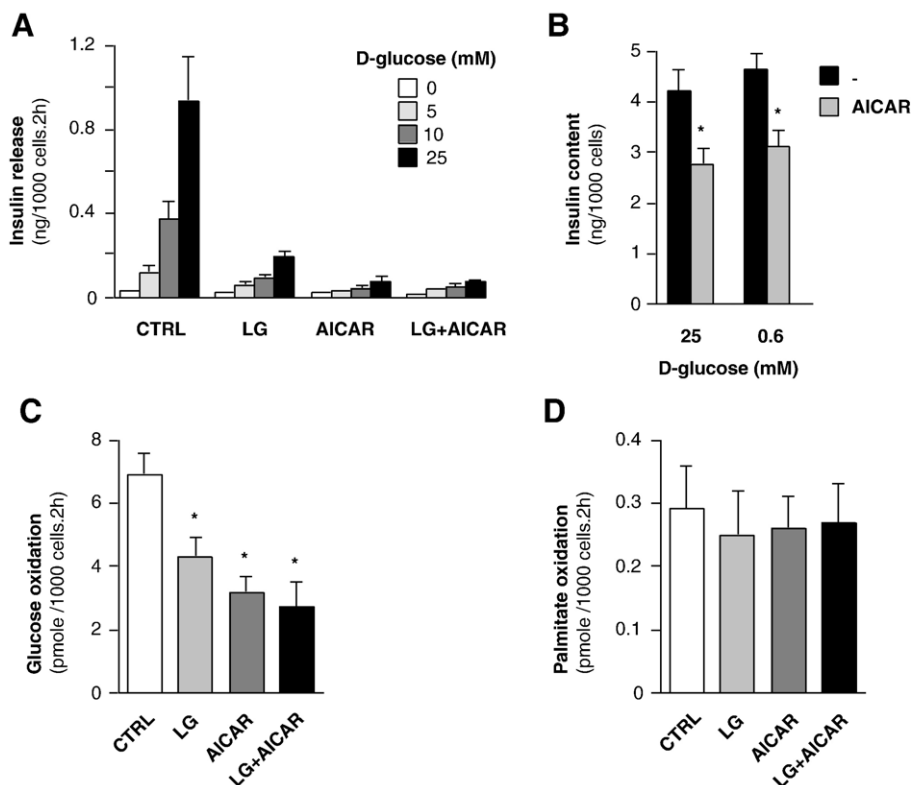 A
Insulin release
(ng/1000 cells.2h)
1.2
0.8
0.4
0
D-glucose (mM)
0
5
10
25
CTRL LG AICAR LG+AICAR
B
Insulin content
(ng/1000 cells)
5
4
3
2
1
0
* *
-
AICAR
25 0.6
D-glucose (mM)
C
Glucose oxidation
(pmole /1000 cells.2h)
8
6
4
2
0
* * *
CTRL LG AICAR LG+AICAR
D
Palmitate oxidation
(pmole /1000 cells.2h)
0.4
0.3
0.2
0.1
0
CTRL LG AICAR LG+AICAR